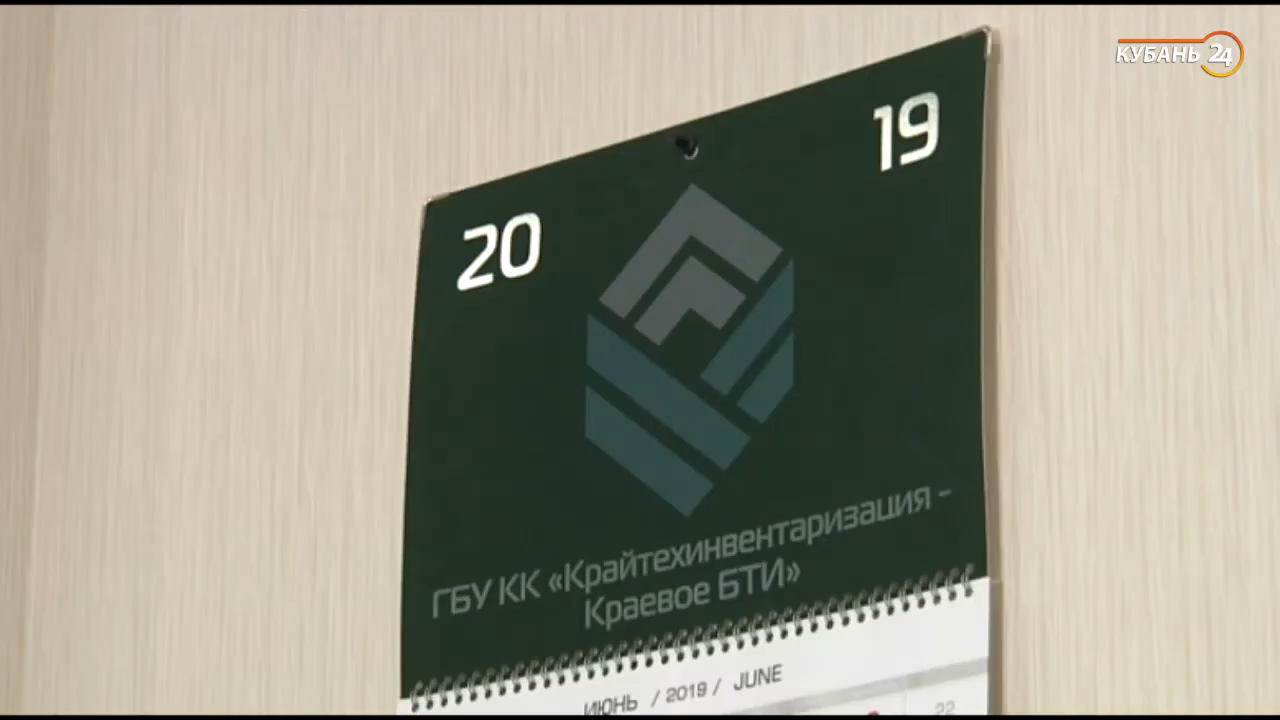 КУБАНЬ 24
20
19
ГБУ КК «Крайтехинвентаризация -
Краевое БТИ»
ИЮНЬ / 2019 / JUNE
22